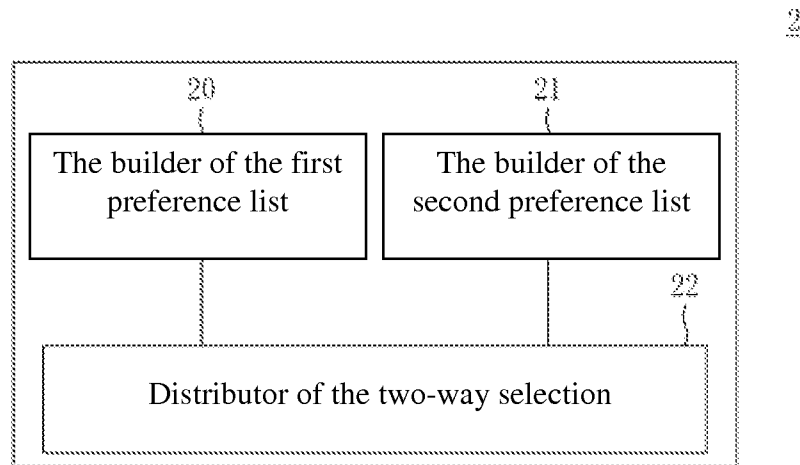 2
20
21
The builder of the first
preference list
The builder of the
second preference list
22
Distributor of the two-way selection